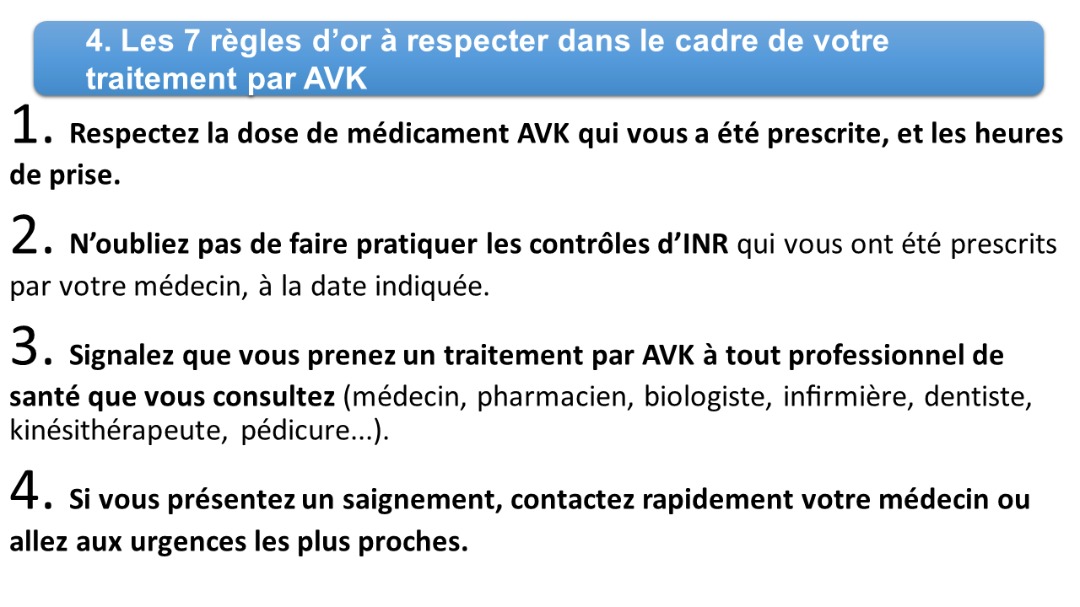 4. Les 7 règles d’or à respecter dans le cadre de votre
traitement par AVK
1. Respectez la dose de médicament AVK qui vous a été prescrite, et les heures
de prise.
2. N’oubliez pas de faire pratiquer les contrôles d’INR qui vous ont été prescrits
par votre médecin, à la date indiquée.
3. Signalez que vous prenez un traitement par AVK à tout professionnel de
santé que vous consultez (médecin, pharmacien, biologiste, infirmière, dentiste,
kinésithérapeute, pédicure...).
4. Si vous présentez un saignement, contactez rapidement votre médecin ou
allez aux urgences les plus proches.